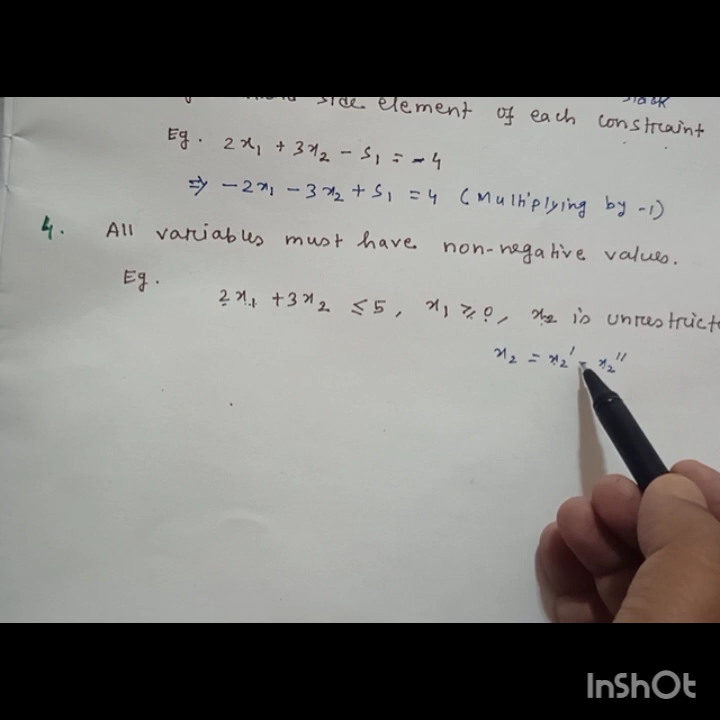 side element of each constraint
Eg. 2x₁ + 3x₂ - s₁ = -4
⇒ -2x₁ - 3x₂ + s₁ = 4 (Multiplying by -1)
4. All variables must have non-negative values.
Eg. 2x₁ + 3x₂ ≤ 5, x₁ ≥ 0, x₂ is unrestricte
x₂ = x₂' - x₂''
InShOt